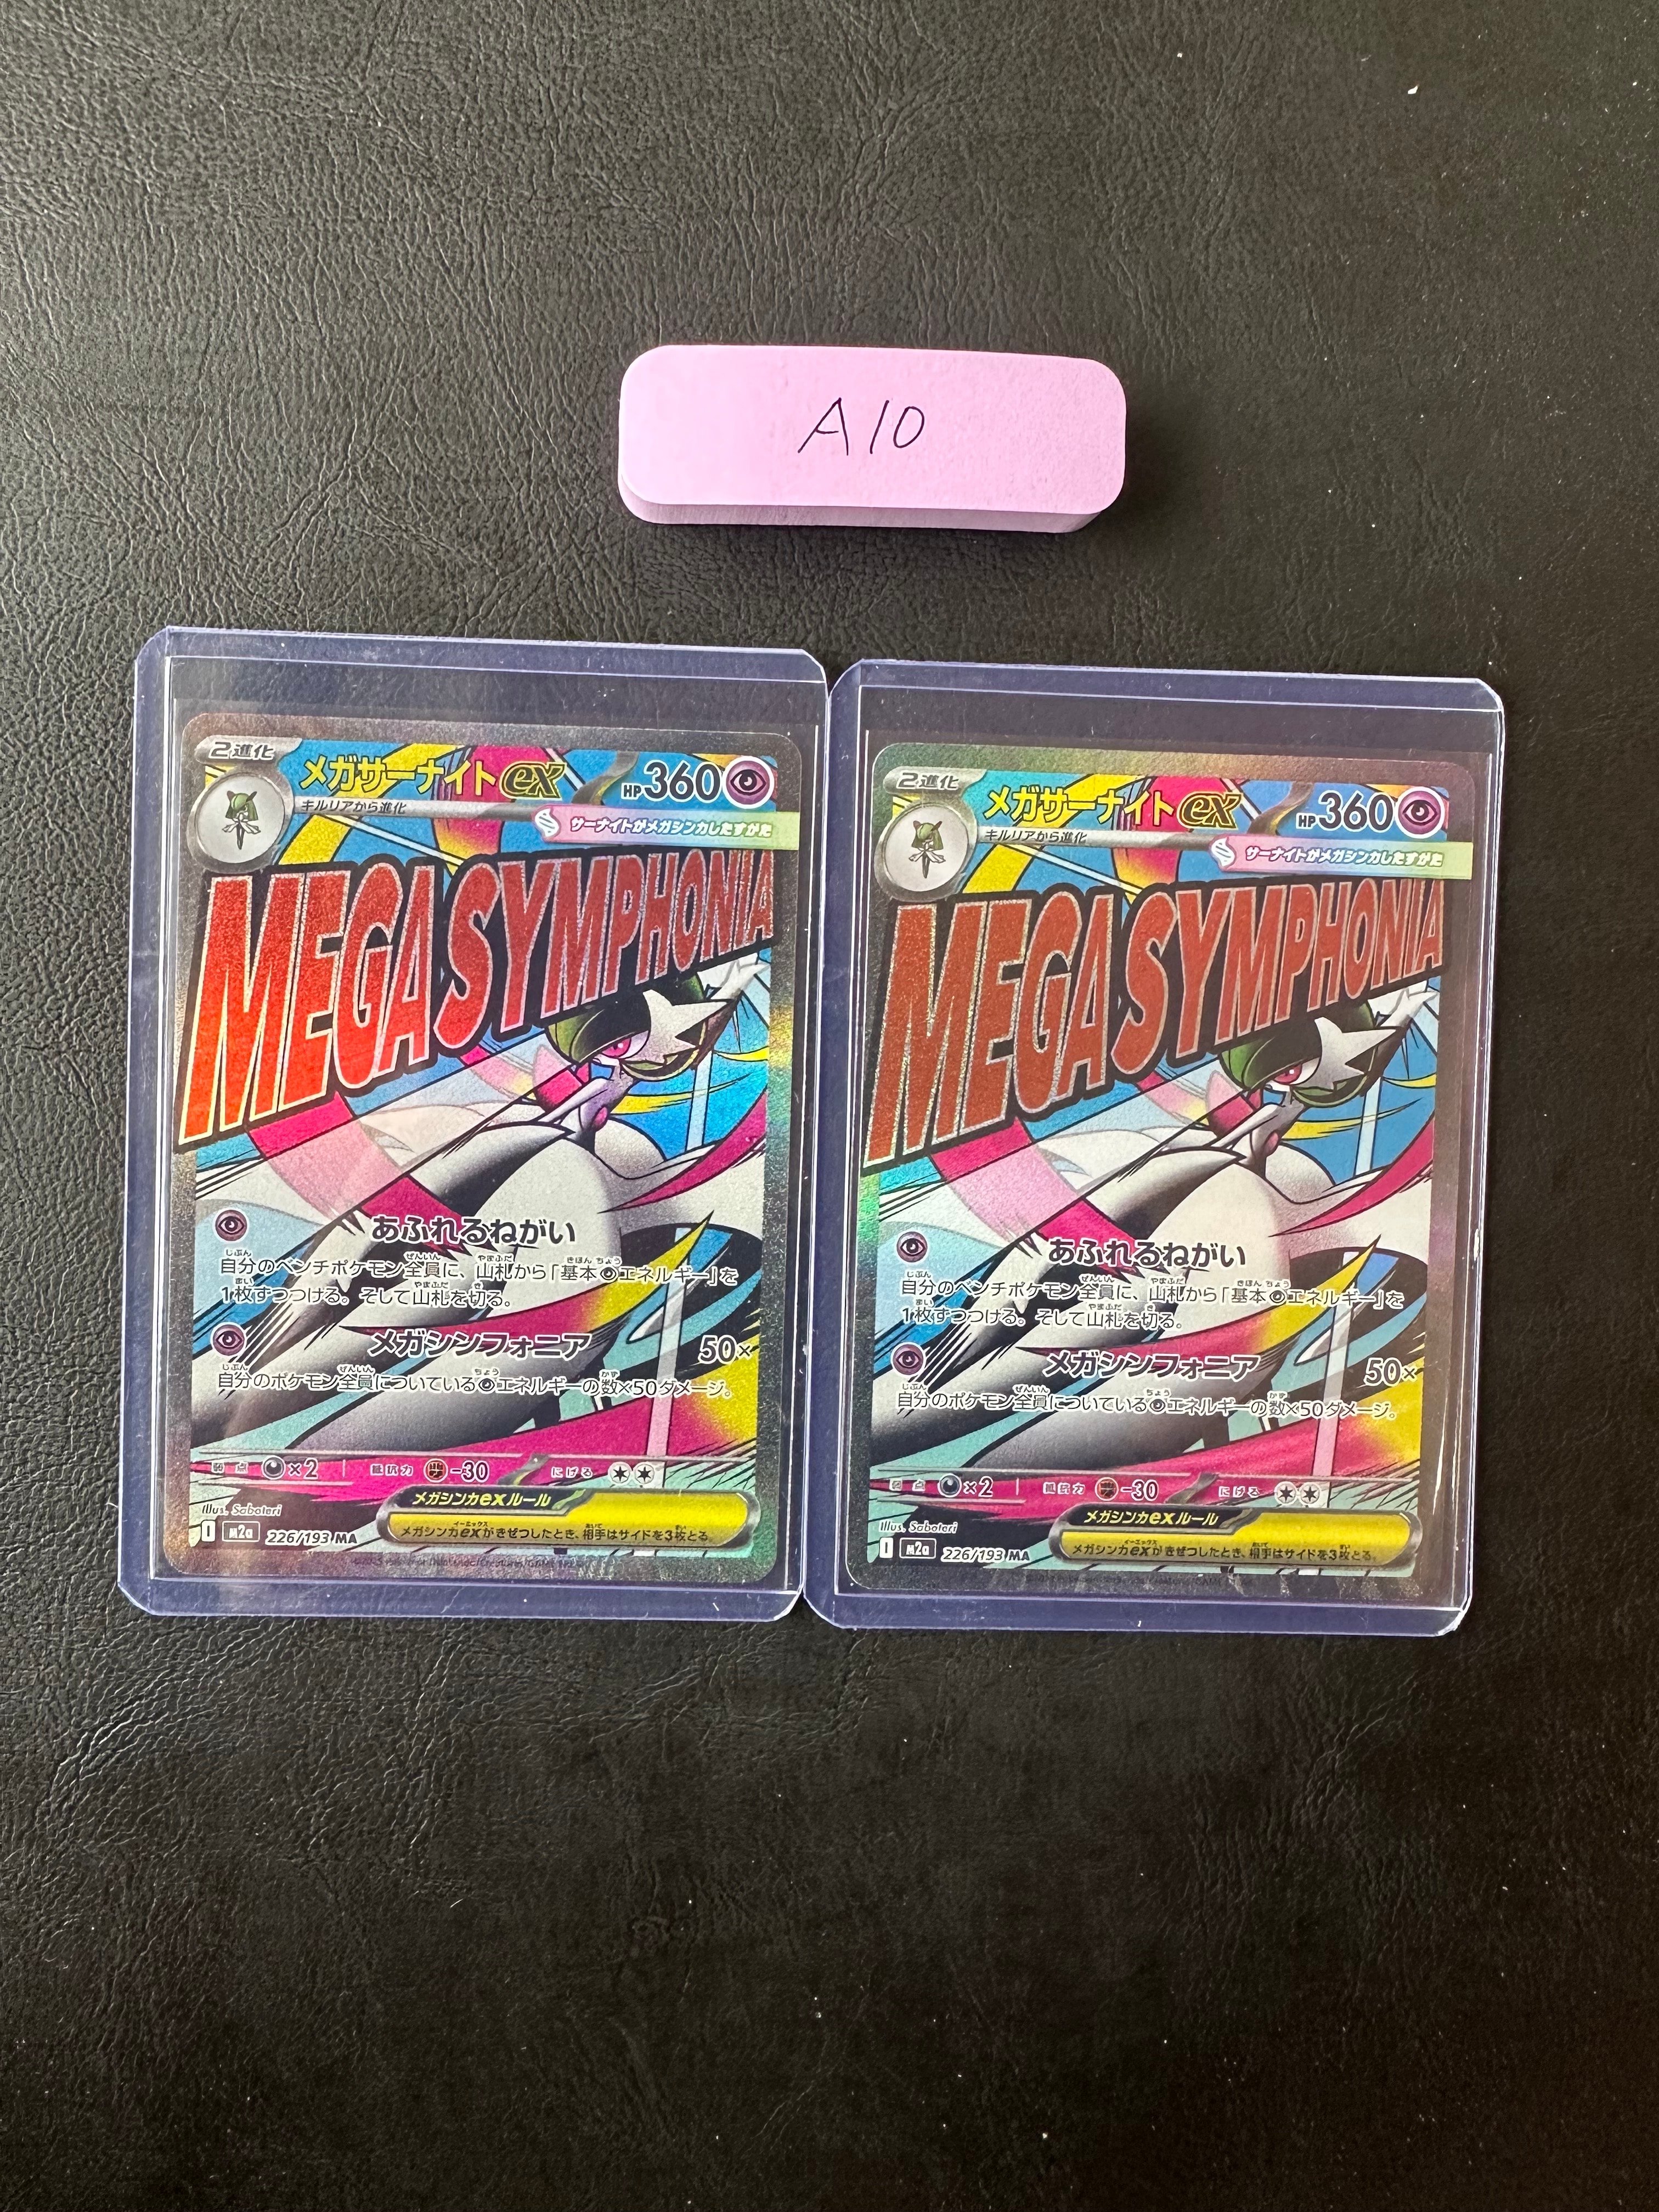 A10
2進化
メガサーナイトex
HP360
キルリアから進化
サーナイトがメガシンカしたすがた
MEGASYMPHONIA
あふれるねがい
自分のベンチポケモン全員に、山札から「基本エネルギー」を
1枚ずつつける。そして山札を切る。
メガシンフォニア 50×
自分のポケモン全員についているエネルギーの数×50ダメージ。
弱点 ×2 抵抗力 -30 にげる
メガシンカexルール
メガシンカexがきぜつしたとき、相手はサイドを3枚とる。
Illus. Saboteri
I M2a 226/193 MA
2進化
メガサーナイトex
HP360
キルリアから進化
サーナイトがメガシンカしたすがた
MEGASYMPHONIA
あふれるねがい
自分のベンチポケモン全員に、山札から「基本エネルギー」を
1枚ずつつける。そして山札を切る。
メガシンフォニア 50×
自分のポケモン全員についているエネルギーの数×50ダメージ。
弱点 ×2 抵抗力 -30 にげる
メガシンカexルール
メガシンカexがきぜつしたとき、相手はサイドを3枚とる。
Illus. Saboteri
I M2a 226/193 MA